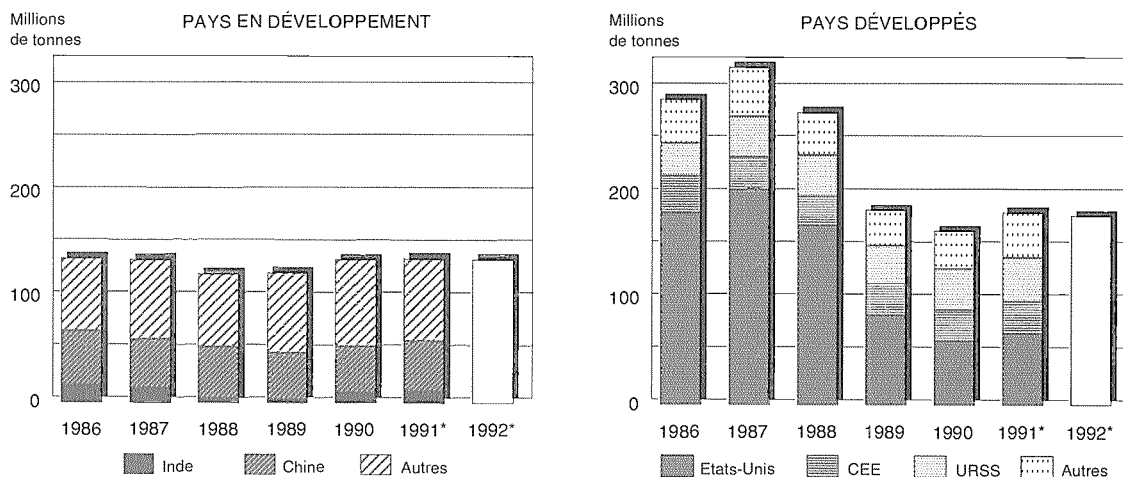 Millions
de tonnes
PAYS EN DÉVELOPPEMENT
300
200
100
0
1986 1987 1988 1989 1990 1991* 1992*
Inde Chine Autres
Millions
de tonnes
PAYS DÉVELOPPÉS
300
200
100
0
1986 1987 1988 1989 1990 1991* 1992*
Etats-Unis CEE URSS Autres